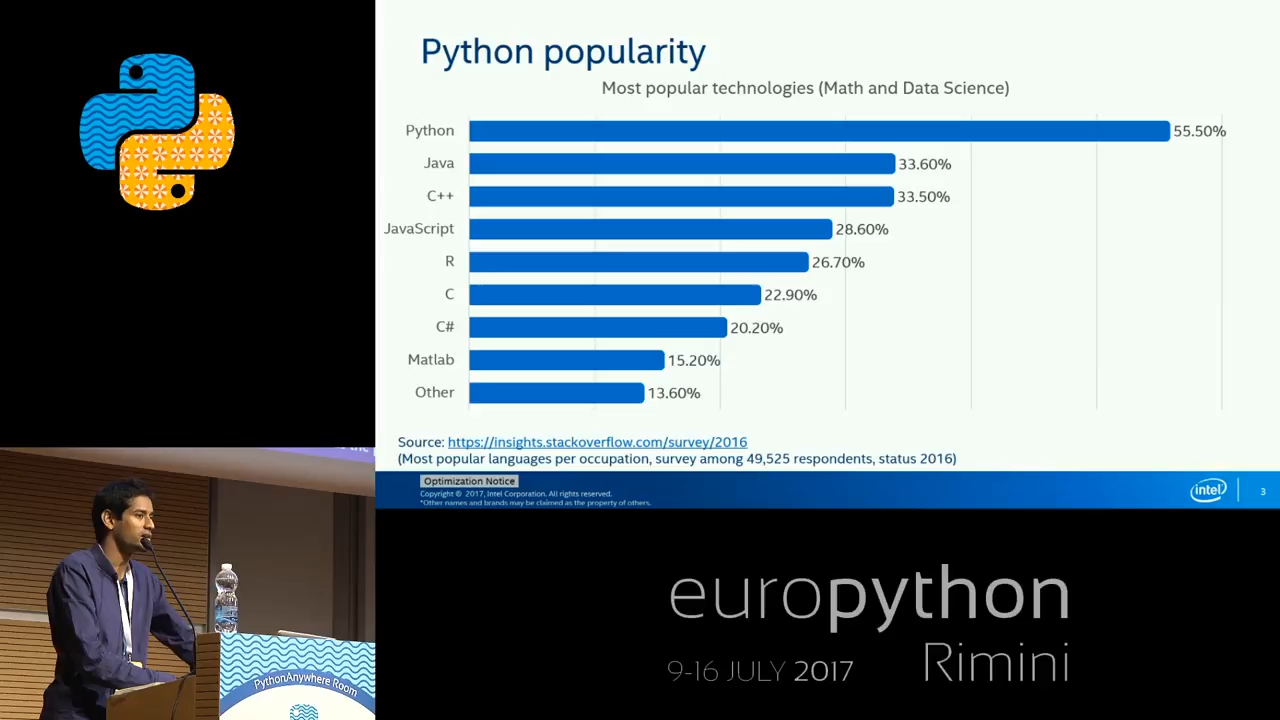 Python popularity
Most popular technologies (Math and Data Science)
Python 55.50%
Java 33.60%
C++ 33.50%
JavaScript 28.60%
R 26.70%
C 22.90%
C# 20.20%
Matlab 15.20%
Other 13.60%
Source: https://insights.stackoverflow.com/survey/2016
(Most popular languages per occupation, survey among 49,525 respondents, status 2016)
Optimization Notice
Copyright © 2017, Intel Corporation. All rights reserved.
*Other names and brands may be claimed as the property of others.
intel
3
PythonAnywhere Room
europython
Rimini
9-16 JULY 2017